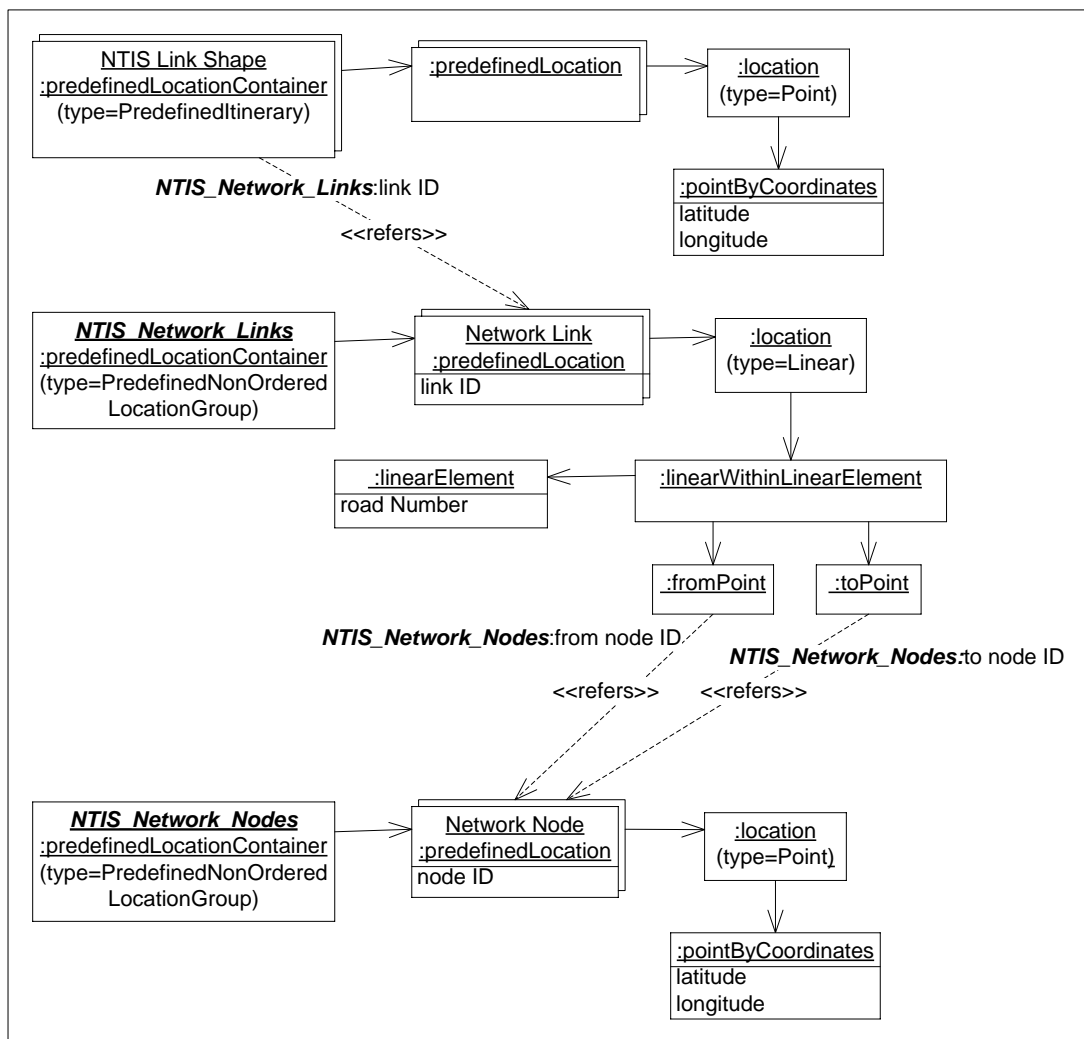 NTIS Link Shape
:predefinedLocationContainer
(type=PredefinedItinerary)
:predefinedLocation
:location
(type=Point)
:pointByCoordinates
latitude
longitude
NTIS_Network_Links:link ID
<<refers>>
NTIS_Network_Links
:predefinedLocationContainer
(type=PredefinedNonOrdered
LocationGroup)
Network Link
:predefinedLocation
link ID
:location
(type=Linear)
:linearElement
road Number
:linearWithinLinearElement
:fromPoint
:toPoint
NTIS_Network_Nodes:from node ID
NTIS_Network_Nodes:to node ID
<<refers>>
<<refers>>
NTIS_Network_Nodes
:predefinedLocationContainer
(type=PredefinedNonOrdered
LocationGroup)
Network Node
:predefinedLocation
node ID
:location
(type=Point)
:pointByCoordinates
latitude
longitude